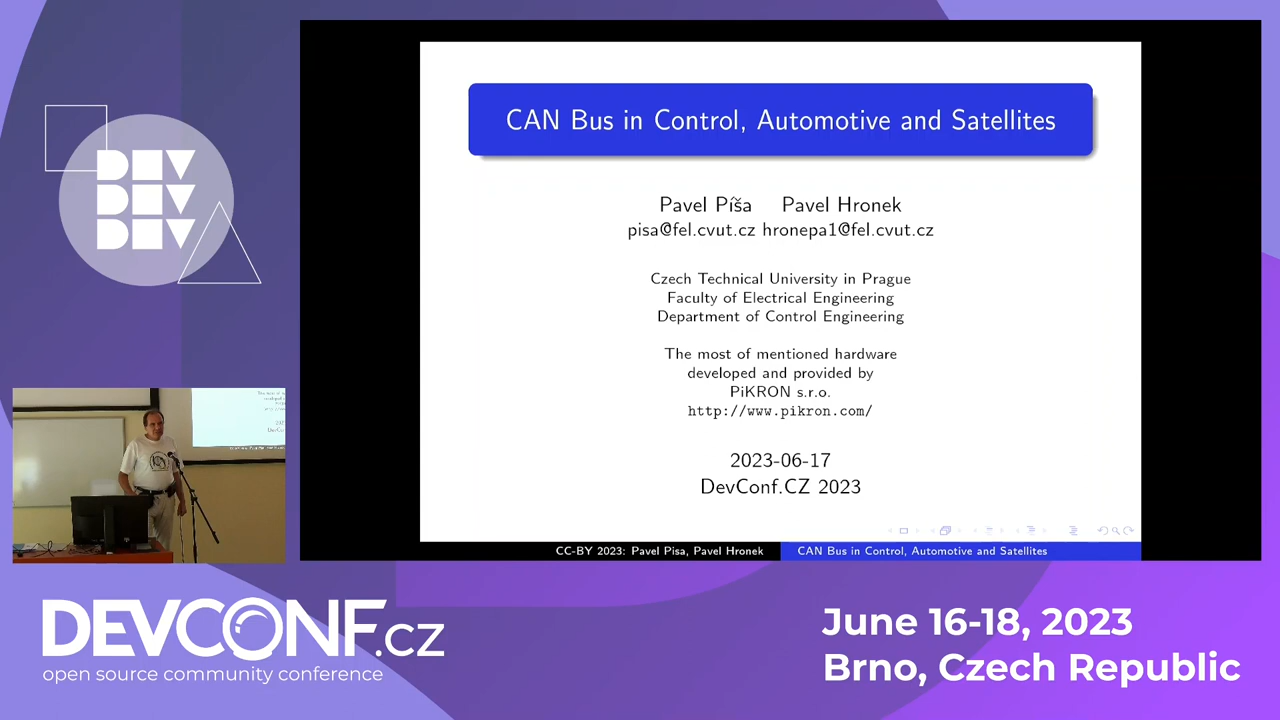 DEV
DEV
DEV
CAN Bus in Control, Automotive and Satellites
Pavel Píša Pavel Hronek
pisa@fel.cvut.cz hronepa1@fel.cvut.cz
Czech Technical University in Prague
Faculty of Electrical Engineering
Department of Control Engineering
The most of mentioned hardware
developed and provided by
PiKRON s.r.o.
http://www.pikron.com/
2023-06-17
DevConf.CZ 2023
CC-BY 2023: Pavel Pisa, Pavel Hronek
CAN Bus in Control, Automotive and Satellites
DEVCONF.cz
open source community conference
June 16-18, 2023
Brno, Czech Republic